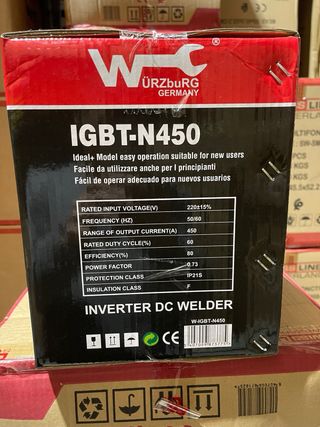 WÜRZbuRG
®
GERMANY
IGBT-N450
Ideal+ Model easy operation suitable for new users
Facile da utilizzare anche per I principianti
Fácil de operar adecuado para nuevos usuarios
RATED INPUT VOLTAGE(V) 220±15%
FREQUENCY (HZ) 50/60
RANGE OF OUTPUT CURRENT(A) 450
RATED DUTY CYCLE(%) 60
EFFICIENCY(%) 80
POWER FACTOR 0.73
PROTECTION CLASS IP21S
INSULATION CLASS F
INVERTER DC WELDER
W-IGBT-N450
CE